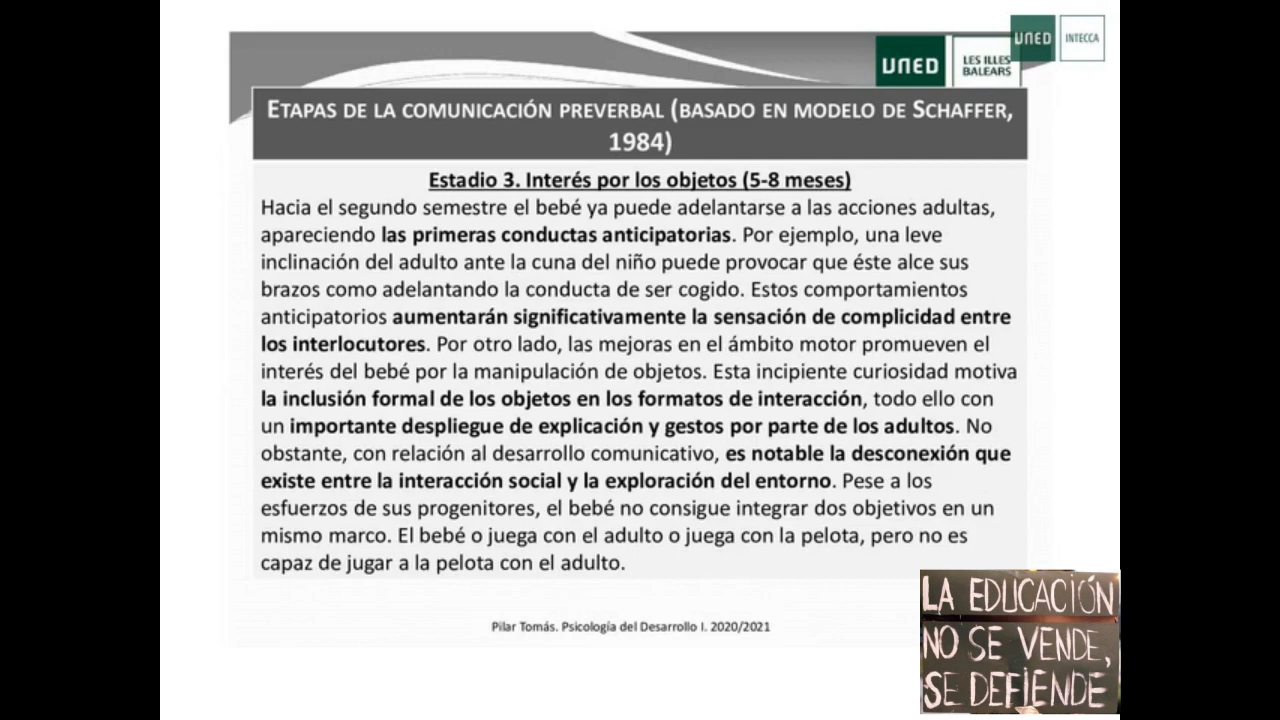 UNED
INTECCA
UNED
LES ILLES
BALEARS
ETAPAS DE LA COMUNICACIÓN PREVERBAL (BASADO EN MODELO DE SCHAFFER,
1984)
Estadio 3. Interés por los objetos (5-8 meses)
Hacia el segundo semestre el bebé ya puede adelantarse a las acciones adultas,
apareciendo las primeras conductas anticipatorias. Por ejemplo, una leve
inclinación del adulto ante la cuna del niño puede provocar que éste alce sus
brazos como adelantando la conducta de ser cogido. Estos comportamientos
anticipatorios aumentarán significativamente la sensación de complicidad entre
los interlocutores. Por otro lado, las mejoras en el ámbito motor promueven el
interés del bebé por la manipulación de objetos. Esta incipiente curiosidad motiva
la inclusión formal de los objetos en los formatos de interacción, todo ello con
un importante despliegue de explicación y gestos por parte de los adultos. No
obstante, con relación al desarrollo comunicativo, es notable la desconexión que
existe entre la interacción social y la exploración del entorno. Pese a los
esfuerzos de sus progenitores, el bebé no consigue integrar dos objetivos en un
mismo marco. El bebé o juega con el adulto o juega con la pelota, pero no es
capaz de jugar a la pelota con el adulto.
Pilar Tomás. Psicología del Desarrollo I. 2020/2021
LA EDUCACIÓN
NO SE VENDE,
SE DEFIENDE